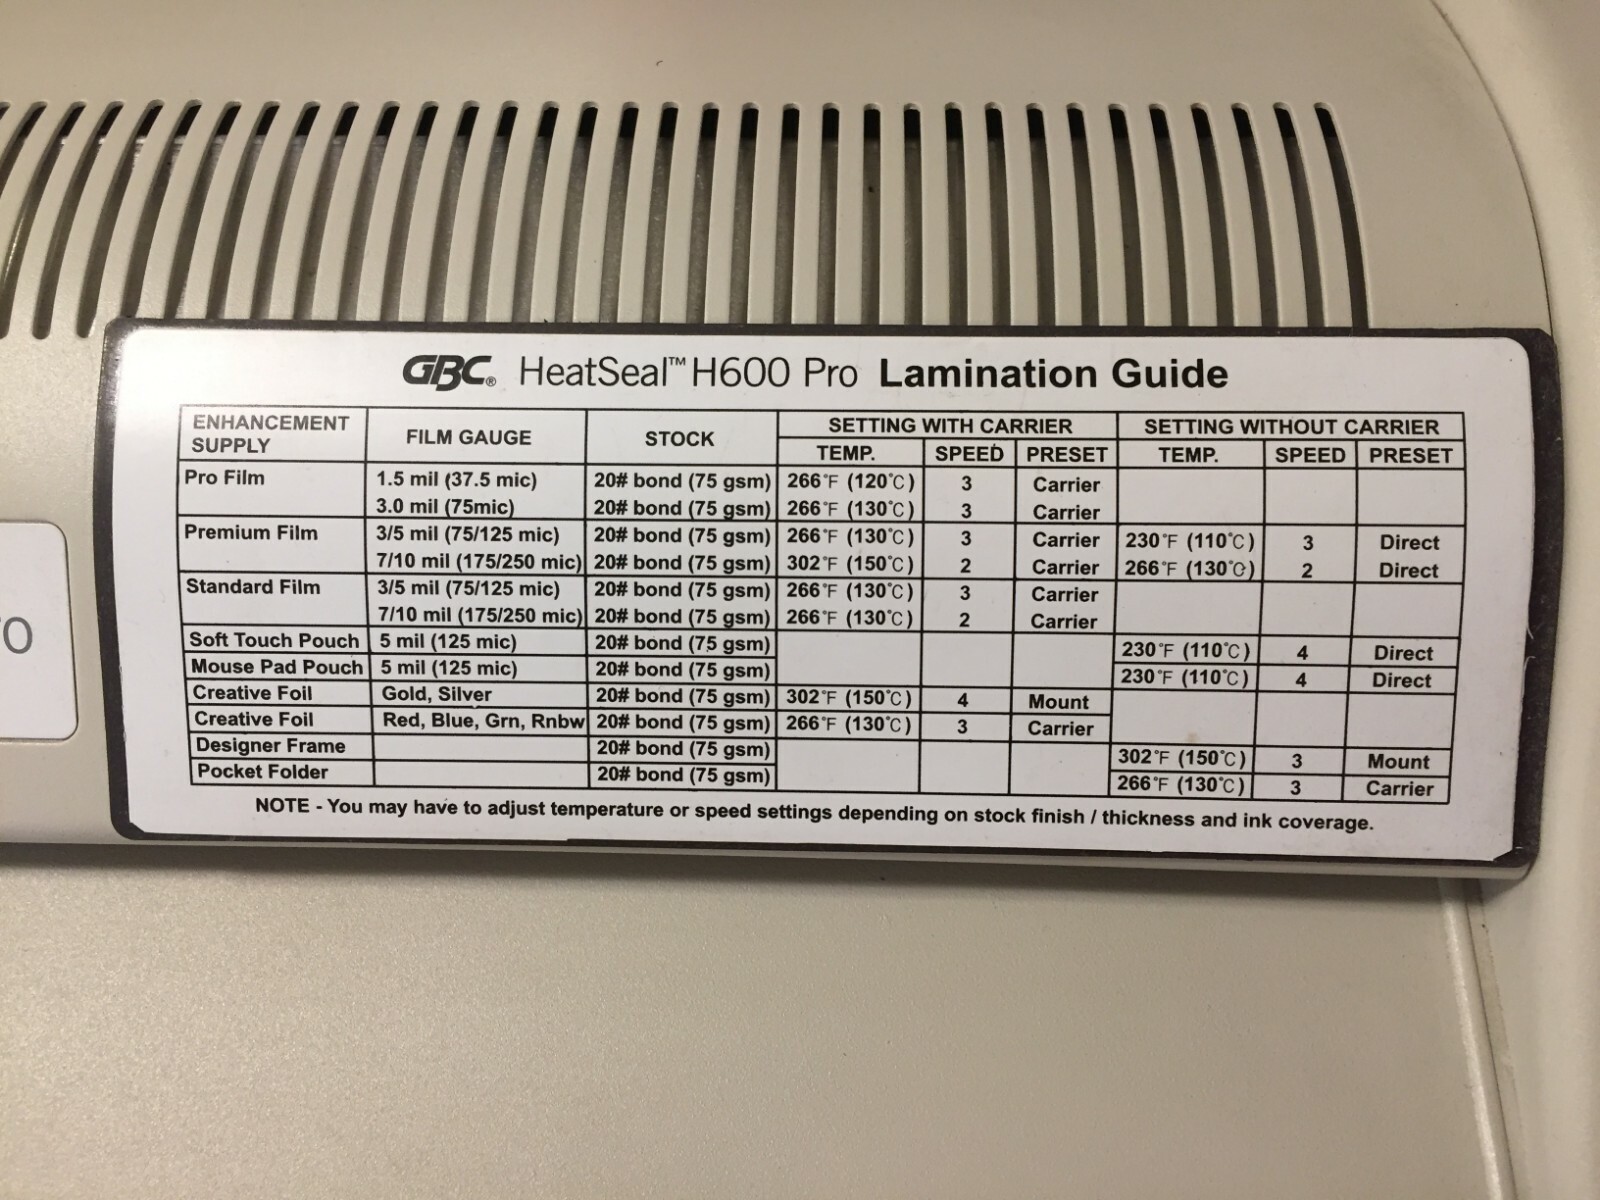 GBC® HeatSeal™ H600 Pro Lamination Guide
ENHANCEMENT SUPPLY FILM GAUGE STOCK SETTING WITH CARRIER SETTING WITHOUT CARRIER
TEMP. SPEED PRESET TEMP. SPEED PRESET
Pro Film 1.5 mil (37.5 mic) 20# bond (75 gsm) 266°F (120°C) 3 Carrier
3.0 mil (75mic) 20# bond (75 gsm) 266°F (130°C) 3 Carrier
Premium Film 3/5 mil (75/125 mic) 20# bond (75 gsm) 266°F (130°C) 3 Carrier 230°F (110°C) 3 Direct
7/10 mil (175/250 mic) 20# bond (75 gsm) 302°F (150°C) 2 Carrier 266°F (130°C) 2 Direct
Standard Film 3/5 mil (75/125 mic) 20# bond (75 gsm) 266°F (130°C) 3 Carrier
7/10 mil (175/250 mic) 20# bond (75 gsm) 266°F (130°C) 2 Carrier
Soft Touch Pouch 5 mil (125 mic) 20# bond (75 gsm) 230°F (110°C) 4 Direct
Mouse Pad Pouch 5 mil (125 mic) 20# bond (75 gsm) 230°F (110°C) 4 Direct
Creative Foil Gold, Silver 20# bond (75 gsm) 302°F (150°C) 4 Mount
Creative Foil Red, Blue, Grn, Rnbw 20# bond (75 gsm) 266°F (130°C) 3 Carrier
Designer Frame 20# bond (75 gsm) 302°F (150°C) 3 Mount
Pocket Folder 20# bond (75 gsm) 266°F (130°C) 3 Carrier
NOTE - You may have to adjust temperature or speed settings depending on stock finish / thickness and ink coverage.